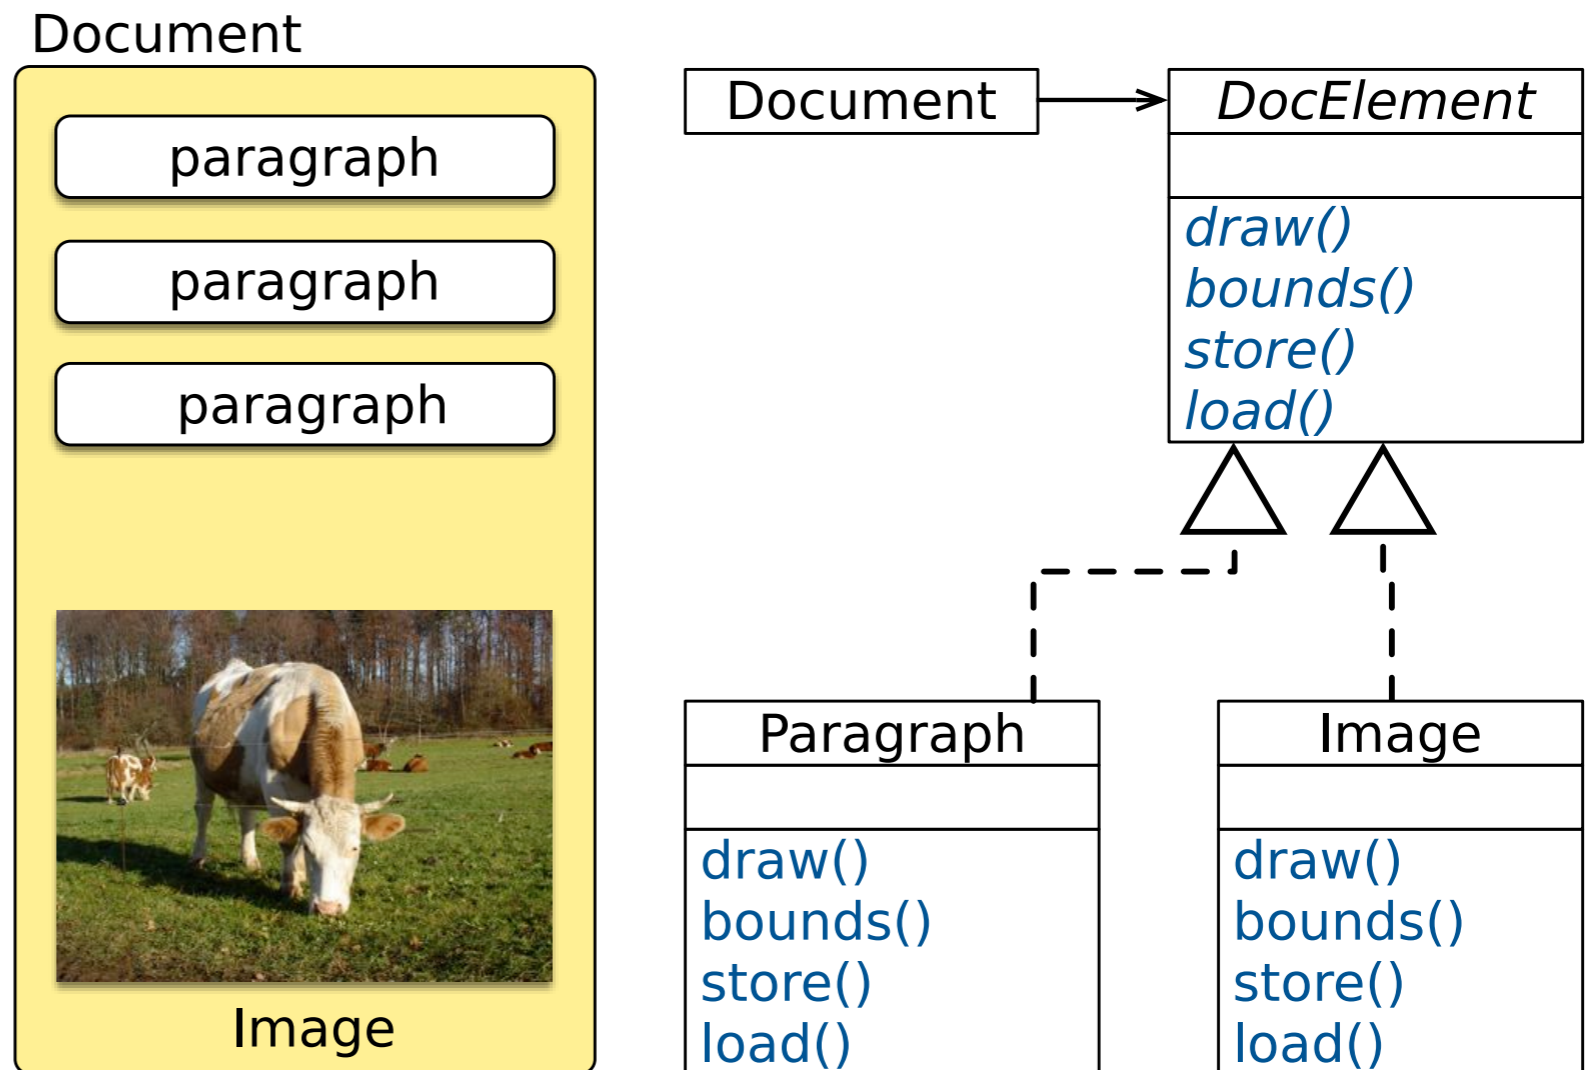 Document
paragraph
paragraph
paragraph
Image
Document
DocElement
draw()
bounds()
store()
load()
Paragraph
draw()
bounds()
store()
load()
Image
draw()
bounds()
store()
load()